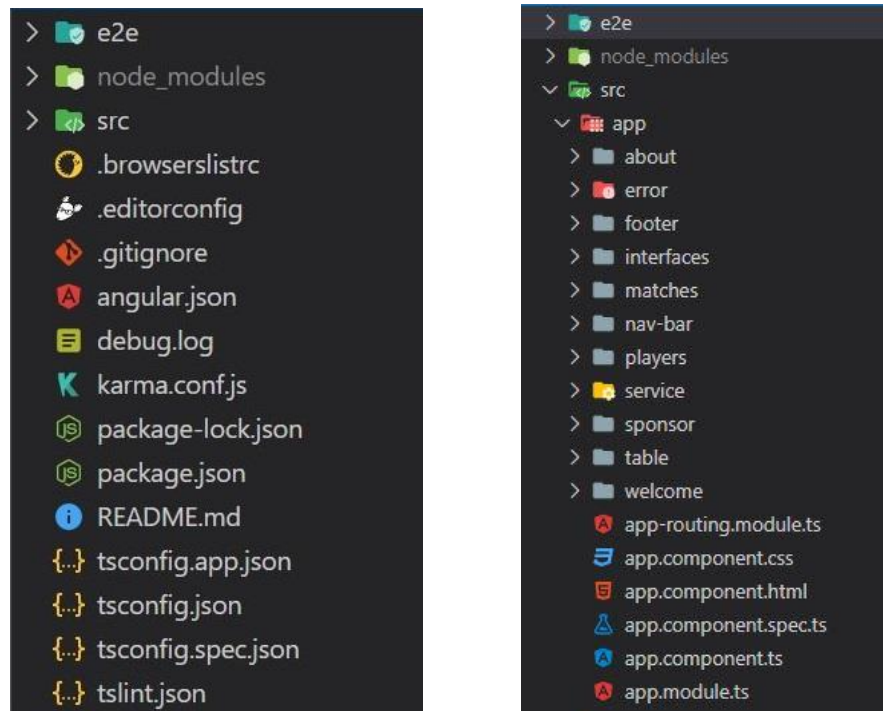 e2e
node_modules
src
.browserslistrc
.editorconfig
.gitignore
angular.json
debug.log
karma.conf.js
package-lock.json
package.json
README.md
tsconfig.app.json
tsconfig.json
tsconfig.spec.json
tslint.json
e2e
node_modules
src
app
about
error
footer
interfaces
matches
nav-bar
players
service
sponsor
table
welcome
app-routing.module.ts
app.component.css
app.component.html
app.component.spec.ts
app.component.ts
app.module.ts